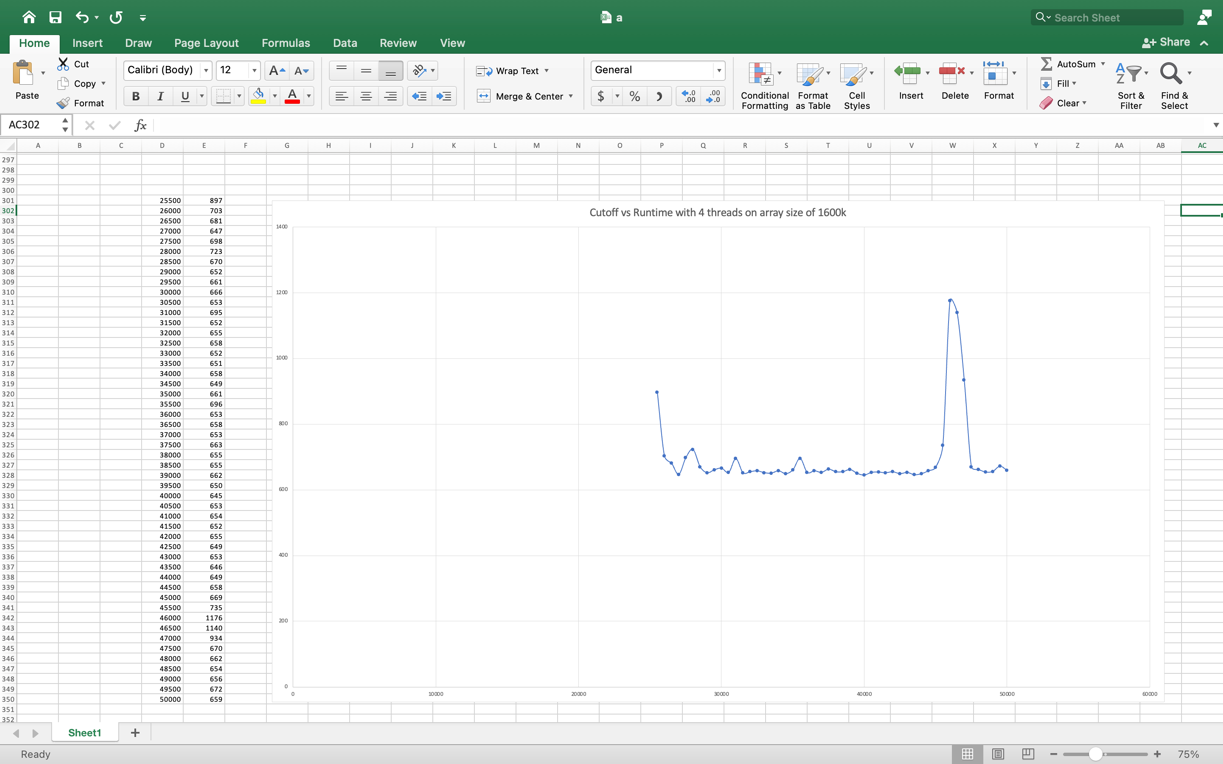 a
Search Sheet
Home Insert Draw Page Layout Formulas Data Review View
Share
Cut
Copy
Format
Paste
Calibri (Body) 12
A A
B I U A
Wrap Text
Merge & Center
General
$ % ,
Conditional Formatting
Format as Table
Cell Styles
Insert
Delete
Format
AutoSum
Fill
Clear
Sort & Filter
Find & Select
AC302 fx
A B C D E F G H I J K L M N O P Q R S T U V W X Y Z AA AB AC
297
298
299
300
301 25500 897
302 26000 703
303 26500 681
304 27000 647
305 27500 698
306 28000 723
307 28500 670
308 29000 652
309 29500 661
310 30000 666
311 30500 653
312 31000 695
313 31500 652
314 32000 655
315 32500 658
316 33000 652
317 33500 651
318 34000 658
319 34500 649
320 35000 661
321 35500 696
322 36000 653
323 36500 658
324 37000 653
325 37500 663
326 38000 655
327 38500 655
328 39000 662
329 39500 650
330 40000 645
331 40500 653
332 41000 654
333 41500 652
334 42000 655
335 42500 649
336 43000 653
337 43500 646
338 44000 649
339 44500 658
340 45000 669
341 45500 735
342 46000 1176
343 46500 1140
344 47000 934
345 47500 670
346 48000 662
347 48500 654
348 49000 656
349 49500 672
350 50000 659
351
352
Cutoff vs Runtime with 4 threads on array size of 1600k
1400
1200
1000
800
600
400
200
0
0 10000 20000 30000 40000 50000 60000
Sheet1 +
Ready
75%